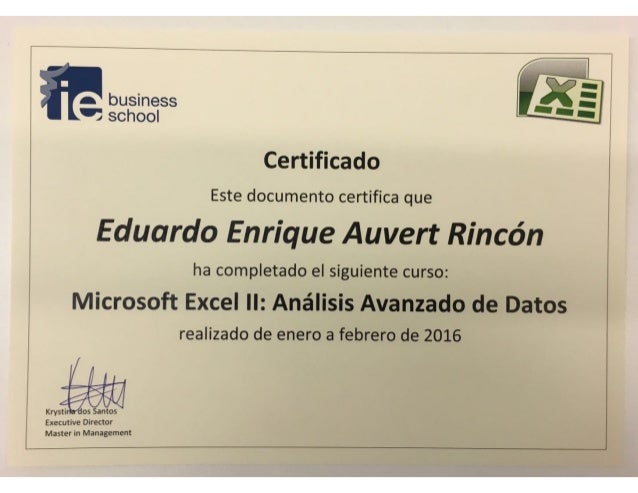 ie business
school
Certificado
Este documento certifica que
Eduardo Enrique Auvert Rincón
ha completado el siguiente curso:
Microsoft Excel II: Análisis Avanzado de Datos
realizado de enero a febrero de 2016
Krystina dos Santos
Executive Director
Master in Management